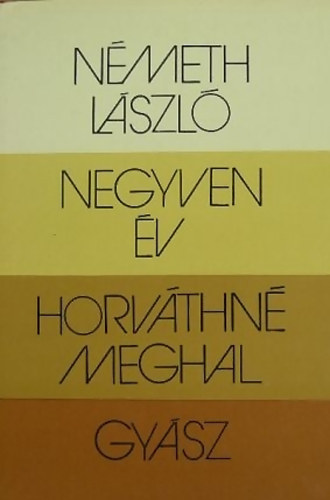 NÉMETH
LÁSZLÓ
NEGYVEN
ÉV
HORVÁTHNÉ
MEGHAL
GYÁSZ